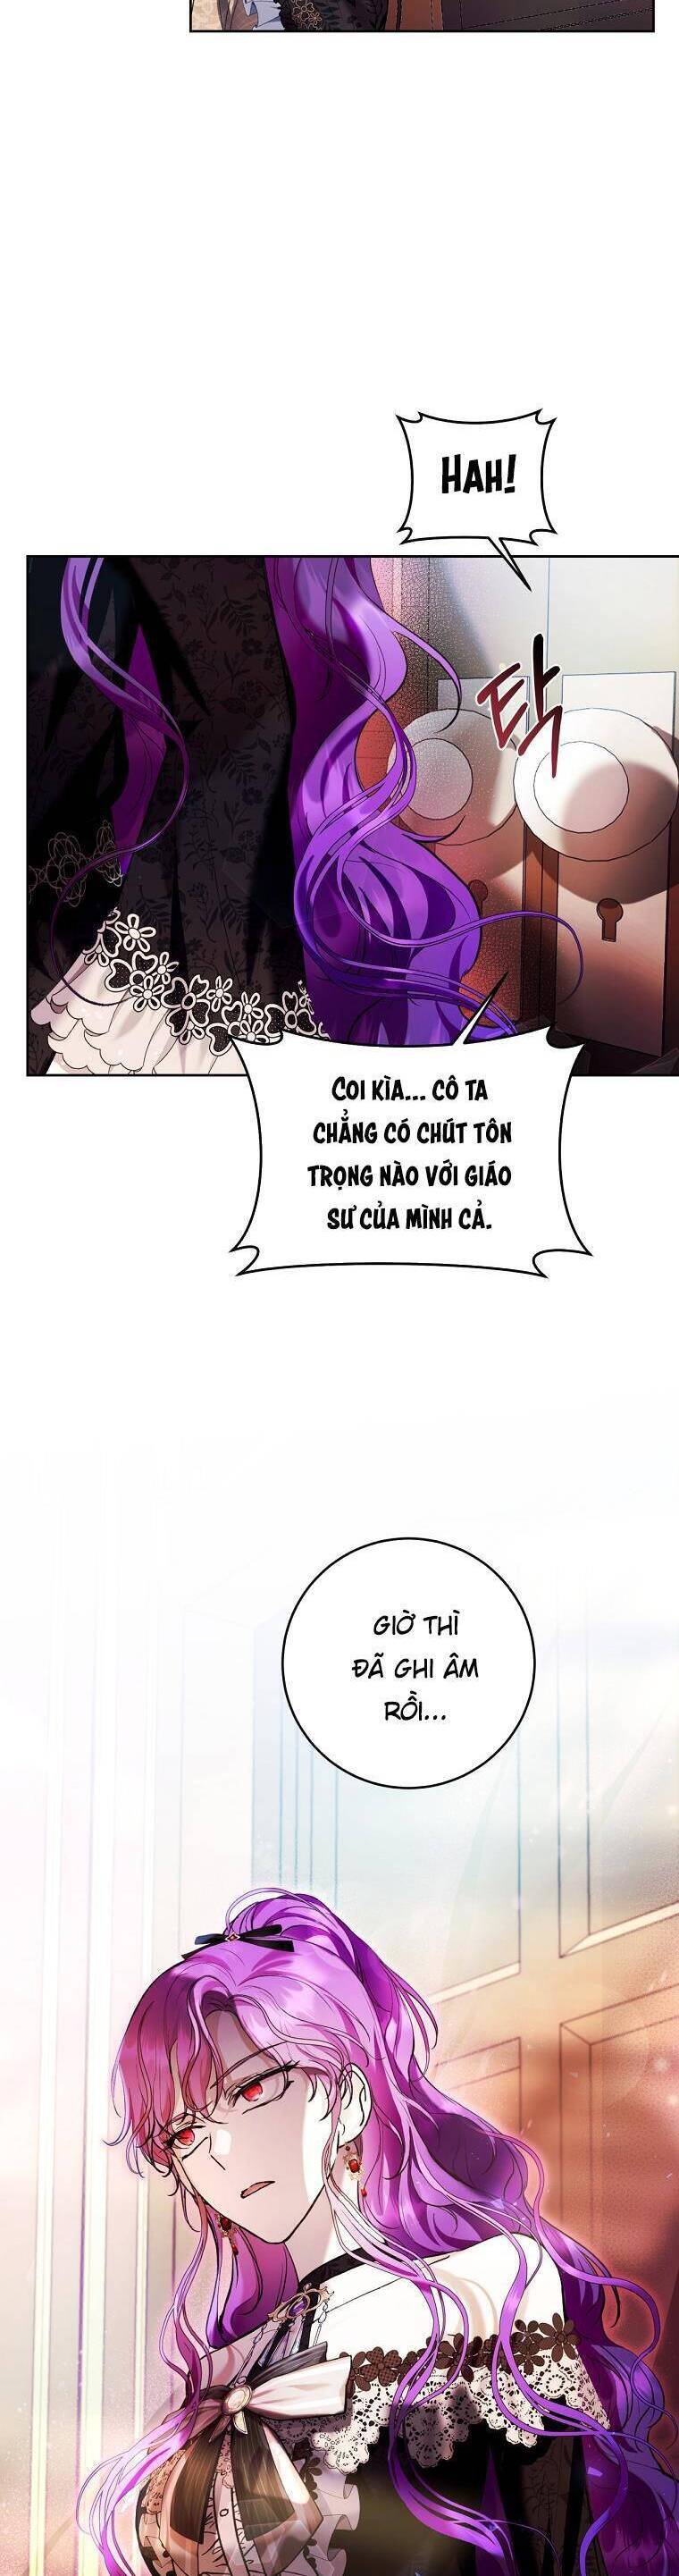 HAH!
탁
COI KÌA... CÔ TA
CHẲNG CÓ CHÚT TÔN
TRỌNG NÀO VỚI GIÁO
SƯ CỦA MÌNH CẢ.
GIỜ THÌ
ĐÃ GHI ÂM
RỒI...